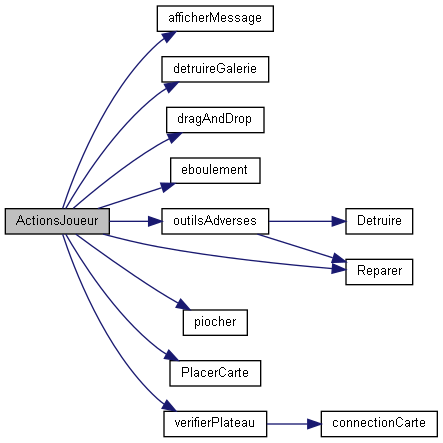 afficherMessage
detruireGalerie
dragAndDrop
eboulement
ActionsJoueur
outilsAdverses
Detruire
Reparer
piocher
PlacerCarte
verifierPlateau
connectionCarte